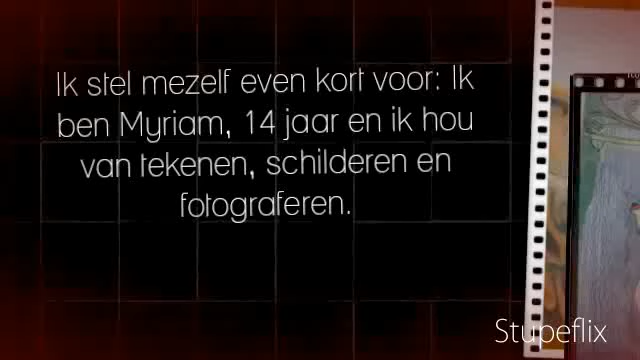 Ik stel mezelf even kort voor: Ik
ben Myriam, 14 jaar en ik hou
van tekenen, schilderen en
fotograferen.
Stupeflix